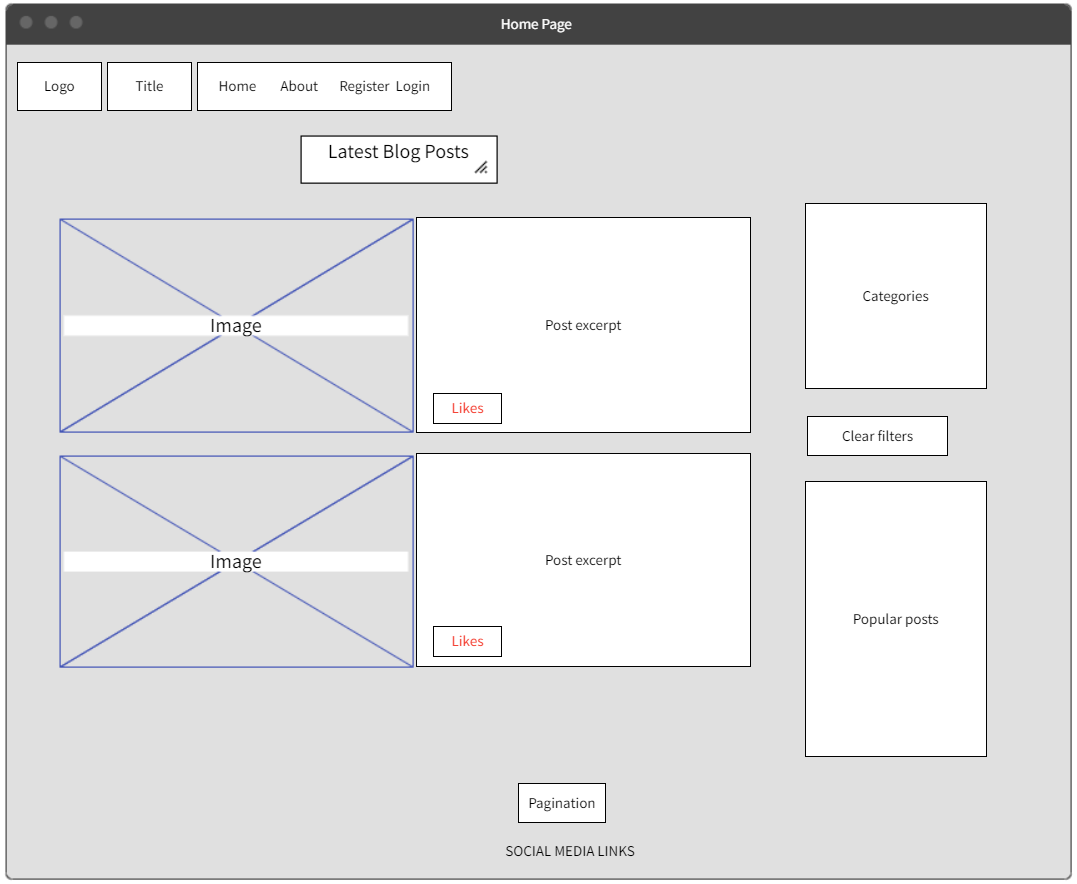 Home Page
Logo
Title
Home About Register Login
Latest Blog Posts
Image
Post excerpt
Likes
Categories
Clear filters
Image
Post excerpt
Likes
Popular posts
Pagination
SOCIAL MEDIA LINKS